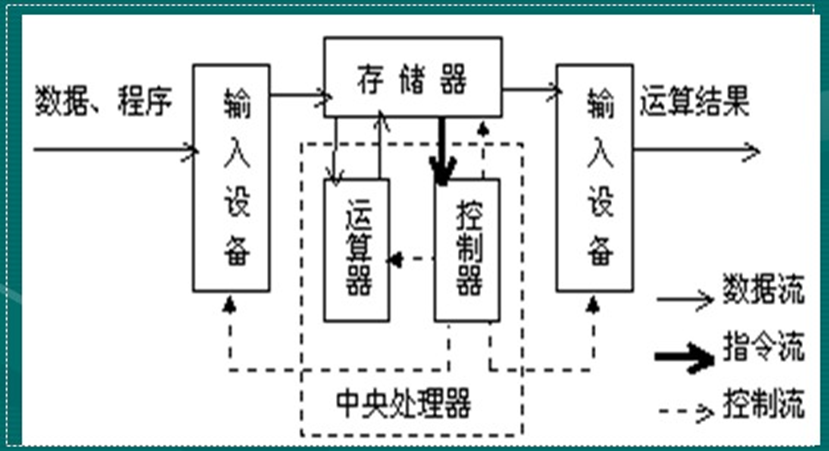 数据、程序
输入设备
存储器
运算器
控制器
中央处理器
输入设备
运算结果
数据流
指令流
控制流